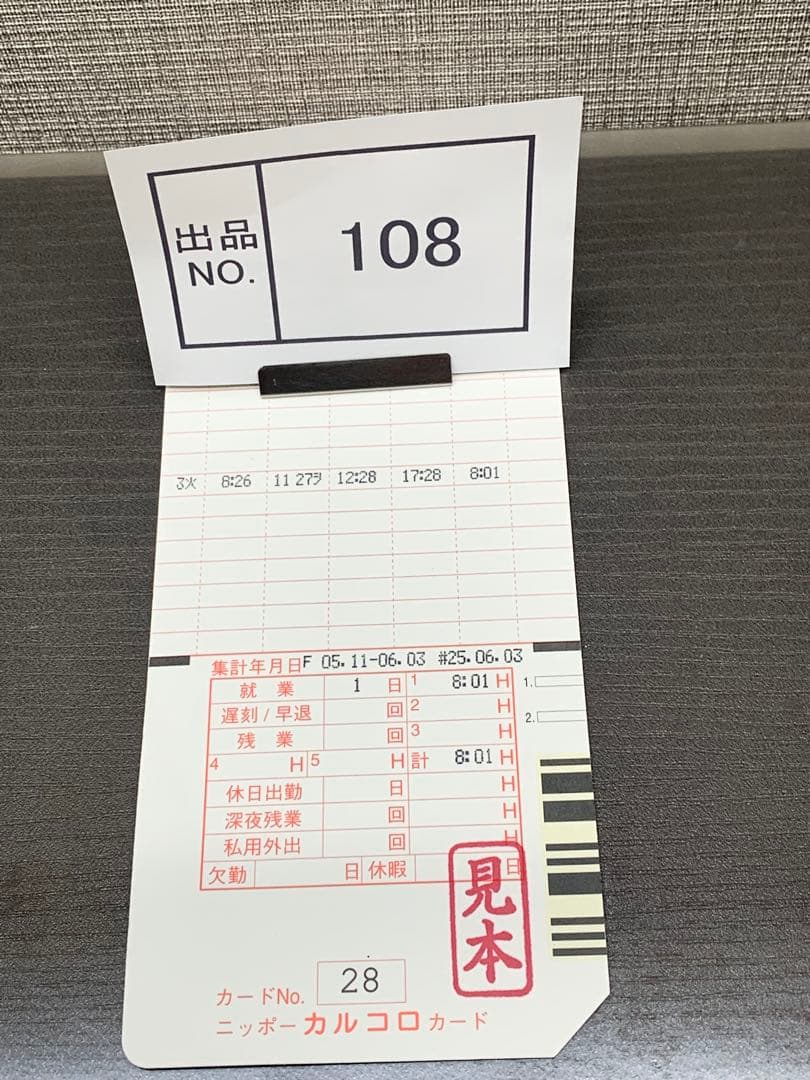 出品 NO. 108
3火 8:26 11 27ヲ 12:28 17:28 8:01
集計年月日F 05.11-06.03 #25.06.03
就 業 1 日 1 8:01 H 1.
遅刻/早退 回 2 H 2.
残 業 回 3 H
4 H 5 H 計 8:01 H
休日出勤 日 H
深夜残業 回 H
私用外出 回 H
欠勤 日 休暇 日
見本
カードNo. 28
ニッポー カルコロ カード